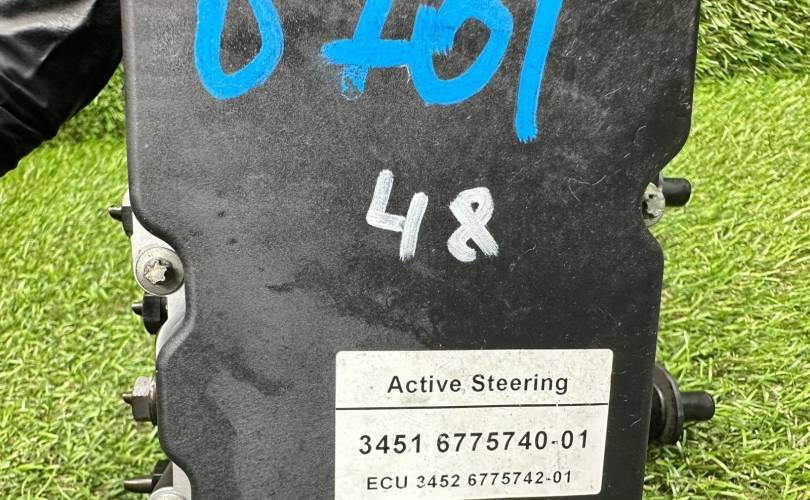 48
Active Steering
3451 6775740-01
ECU 3452 6775742-01